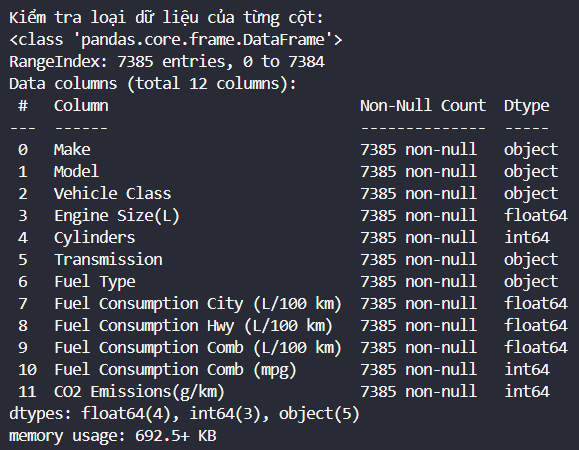 Kiểm tra loại dữ liệu của từng cột:
<class 'pandas.core.frame.DataFrame'>
RangeIndex: 7385 entries, 0 to 7384
Data columns (total 12 columns):
 #   Column                            Non-Null Count  Dtype
---  ------                            --------------  -----
 0   Make                              7385 non-null   object
 1   Model                             7385 non-null   object
 2   Vehicle Class                     7385 non-null   object
 3   Engine Size(L)                    7385 non-null   float64
 4   Cylinders                         7385 non-null   int64
 5   Transmission                      7385 non-null   object
 6   Fuel Type                         7385 non-null   object
 7   Fuel Consumption City (L/100 km)  7385 non-null   float64
 8   Fuel Consumption Hwy (L/100 km)   7385 non-null   float64
 9   Fuel Consumption Comb (L/100 km)  7385 non-null   float64
 10  Fuel Consumption Comb (mpg)       7385 non-null   int64
 11  CO2 Emissions(g/km)               7385 non-null   int64
dtypes: float64(4), int64(3), object(5)
memory usage: 692.5+ KB